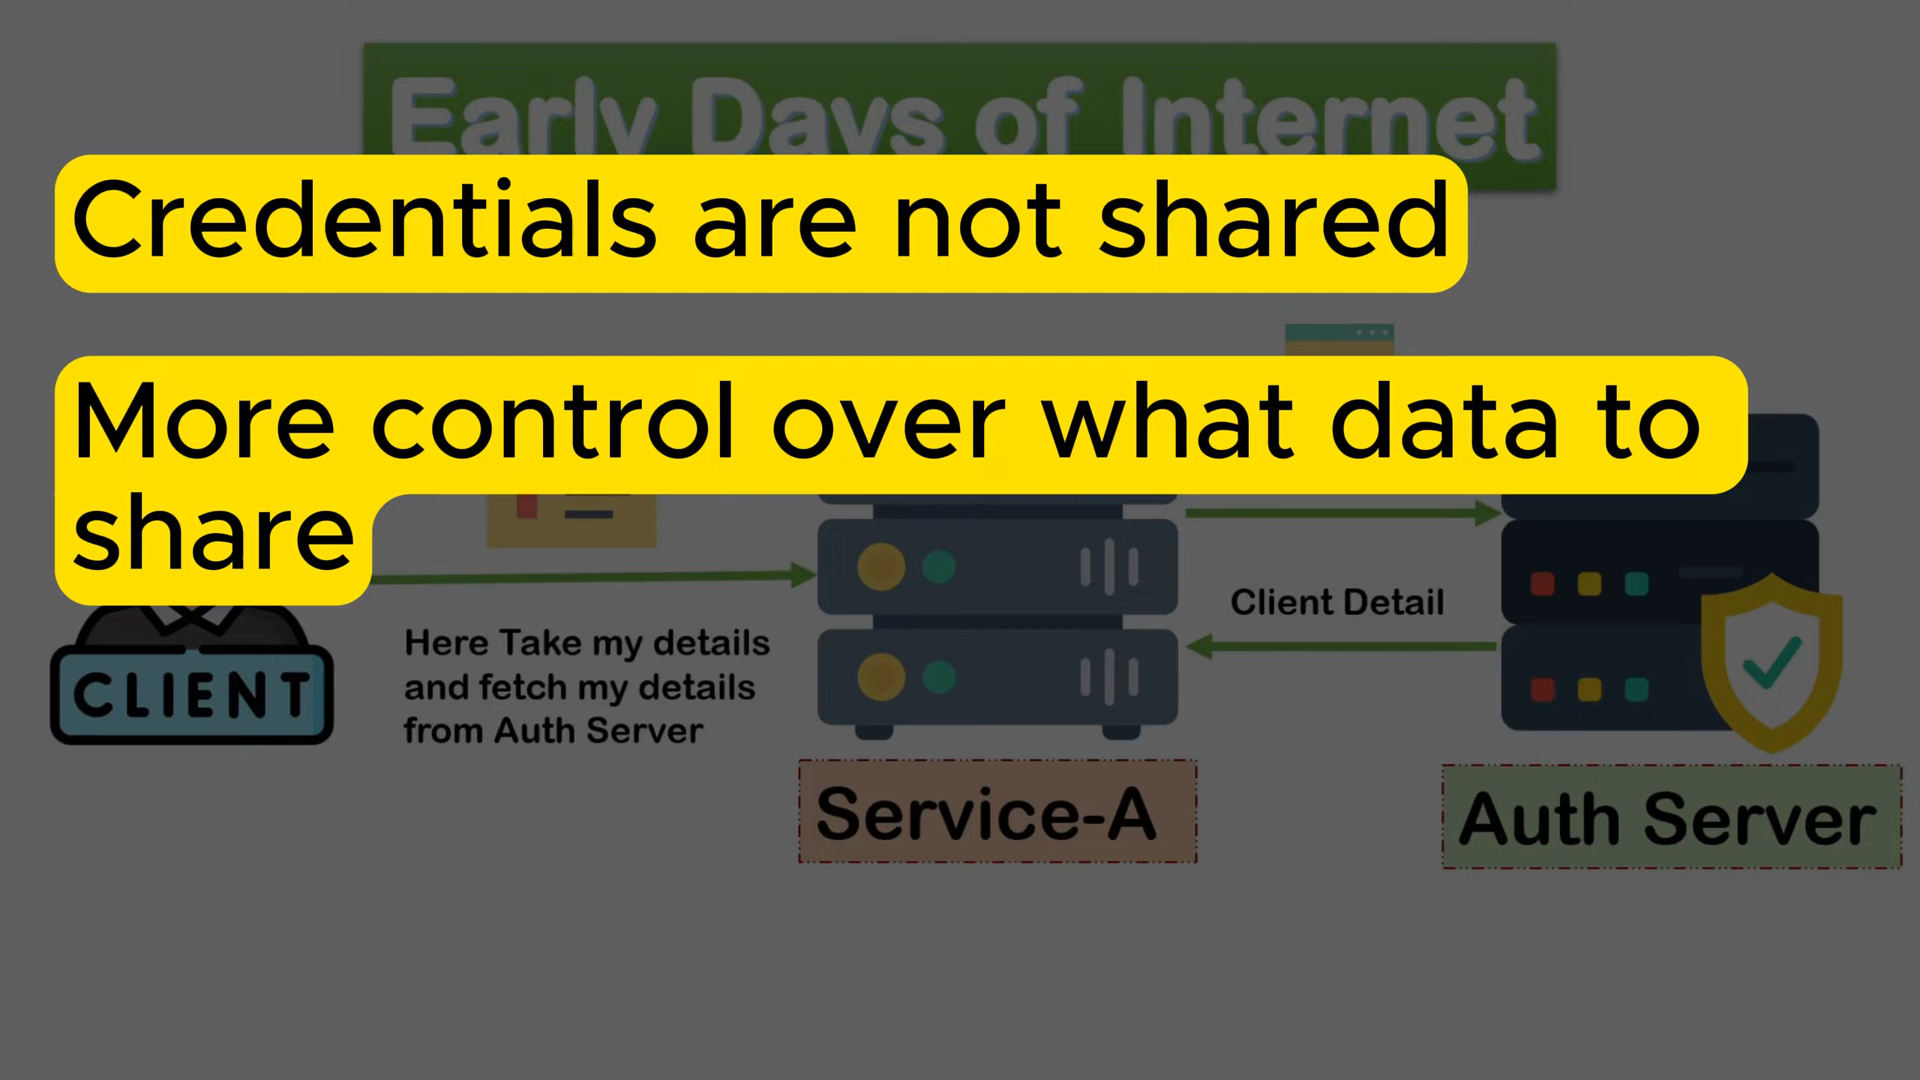 Early Days of Internet
Credentials are not shared
More control over what data to
share
CLIENT
Here Take my details
and fetch my details
from Auth Server
Client Detail
Service-A
Auth Server